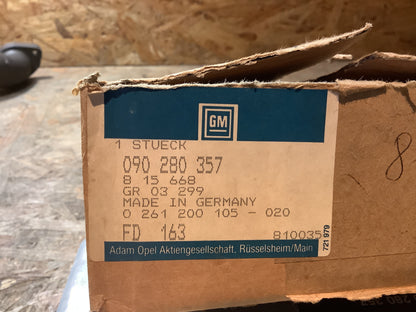 GM
1 STUECK
090 280 357
8 15 668
GR 03 299
MADE IN GERMANY
0 261 200 105 - 020
FD 163
810035
Adam Opel Aktiengesellschaft, Rüsselsheim/Main
721 979
8